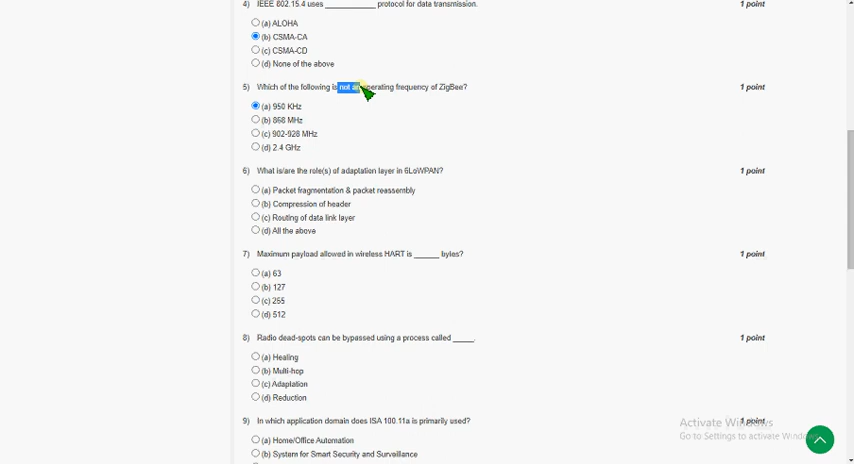 4) IEEE 802.15.4 uses __________ protocol for data transmission. 1 point
(a) ALOHA
(b) CSMA-CA
(c) CSMA-CD
(d) None of the above
5) Which of the following is not an operating frequency of ZigBee? 1 point
(a) 950 KHz
(b) 868 MHz
(c) 902-928 MHz
(d) 2.4 GHz
6) What is/are the role(s) of adaptation layer in 6LoWPAN? 1 point
(a) Packet fragmentation & packet reassembly
(b) Compression of header
(c) Routing of data link layer
(d) All the above
7) Maximum payload allowed in wireless HART is _____ bytes? 1 point
(a) 63
(b) 127
(c) 255
(d) 512
8) Radio dead-spots can be bypassed using a process called ____. 1 point
(a) Healing
(b) Multi-hop
(c) Adaptation
(d) Reduction
9) In which application domain does ISA 100.11a is primarily used? 1 point
(a) Home/Office Automation
(b) System for Smart Security and Surveillance
Activate Windows
Go to Settings to activate Windows